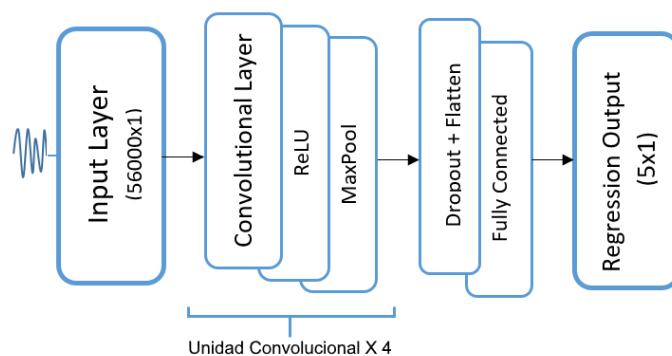 Input Layer
(56000x1)
Convolutional Layer
ReLU
MaxPool
Dropout + Flatten
Fully Connected
Regression Output
(5x1)
Unidad Convolucional X 4